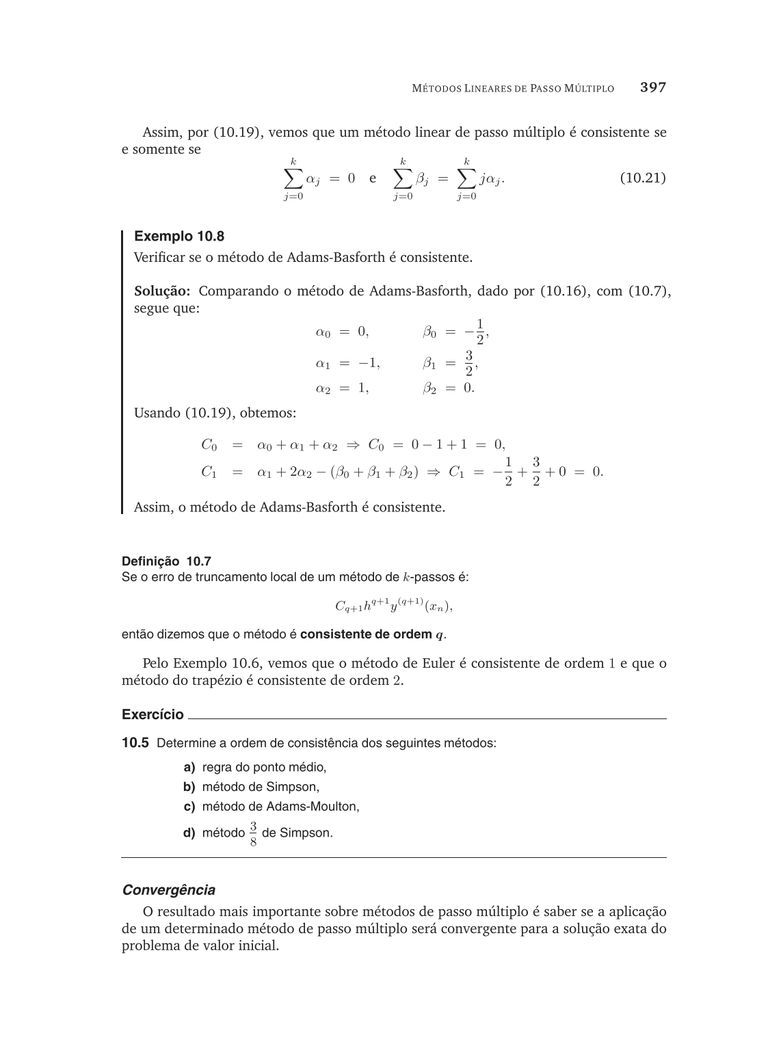 MÉTODOS LINEARES DE PASSO MÚLTIPLO 397
Assim, por (10.19), vemos que um método linear de passo múltiplo é consistente se
e somente se
$\sum_{j=0}^{k} \alpha_j = 0$ e $\sum_{j=0}^{k} \beta_j = \sum_{j=0}^{k} j\alpha_j.$ (10.21)
Exemplo 10.8
Verificar se o método de Adams-Basforth é consistente.
Solução: Comparando o método de Adams-Basforth, dado por (10.16), com (10.7),
segue que:
$\alpha_0 = 0, \quad \beta_0 = -\frac{1}{2},$
$\alpha_1 = -1, \quad \beta_1 = \frac{3}{2},$
$\alpha_2 = 1, \quad \beta_2 = 0.$
Usando (10.19), obtemos:
$C_0 = \alpha_0 + \alpha_1 + \alpha_2 \Rightarrow C_0 = 0 - 1 + 1 = 0,$
$C_1 = \alpha_1 + 2\alpha_2 - (\beta_0 + \beta_1 + \beta_2) \Rightarrow C_1 = -\frac{1}{2} + \frac{3}{2} + 0 = 0.$
Assim, o método de Adams-Basforth é consistente.
Definição 10.7
Se o erro de truncamento local de um método de $k$-passos é:
$C_{q+1} h^{q+1} y^{(q+1)}(x_n),$
então dizemos que o método é consistente de ordem $q$.
Pelo Exemplo 10.6, vemos que o método de Euler é consistente de ordem 1 e que o
método do trapézio é consistente de ordem 2.
Exercício
10.5 Determine a ordem de consistência dos seguintes métodos:
a) regra do ponto médio,
b) método de Simpson,
c) método de Adams-Moulton,
d) método $\frac{3}{8}$ de Simpson.
Convergência
O resultado mais importante sobre métodos de passo múltiplo é saber se a aplicação
de um determinado método de passo múltiplo será convergente para a solução exata do
problema de valor inicial.